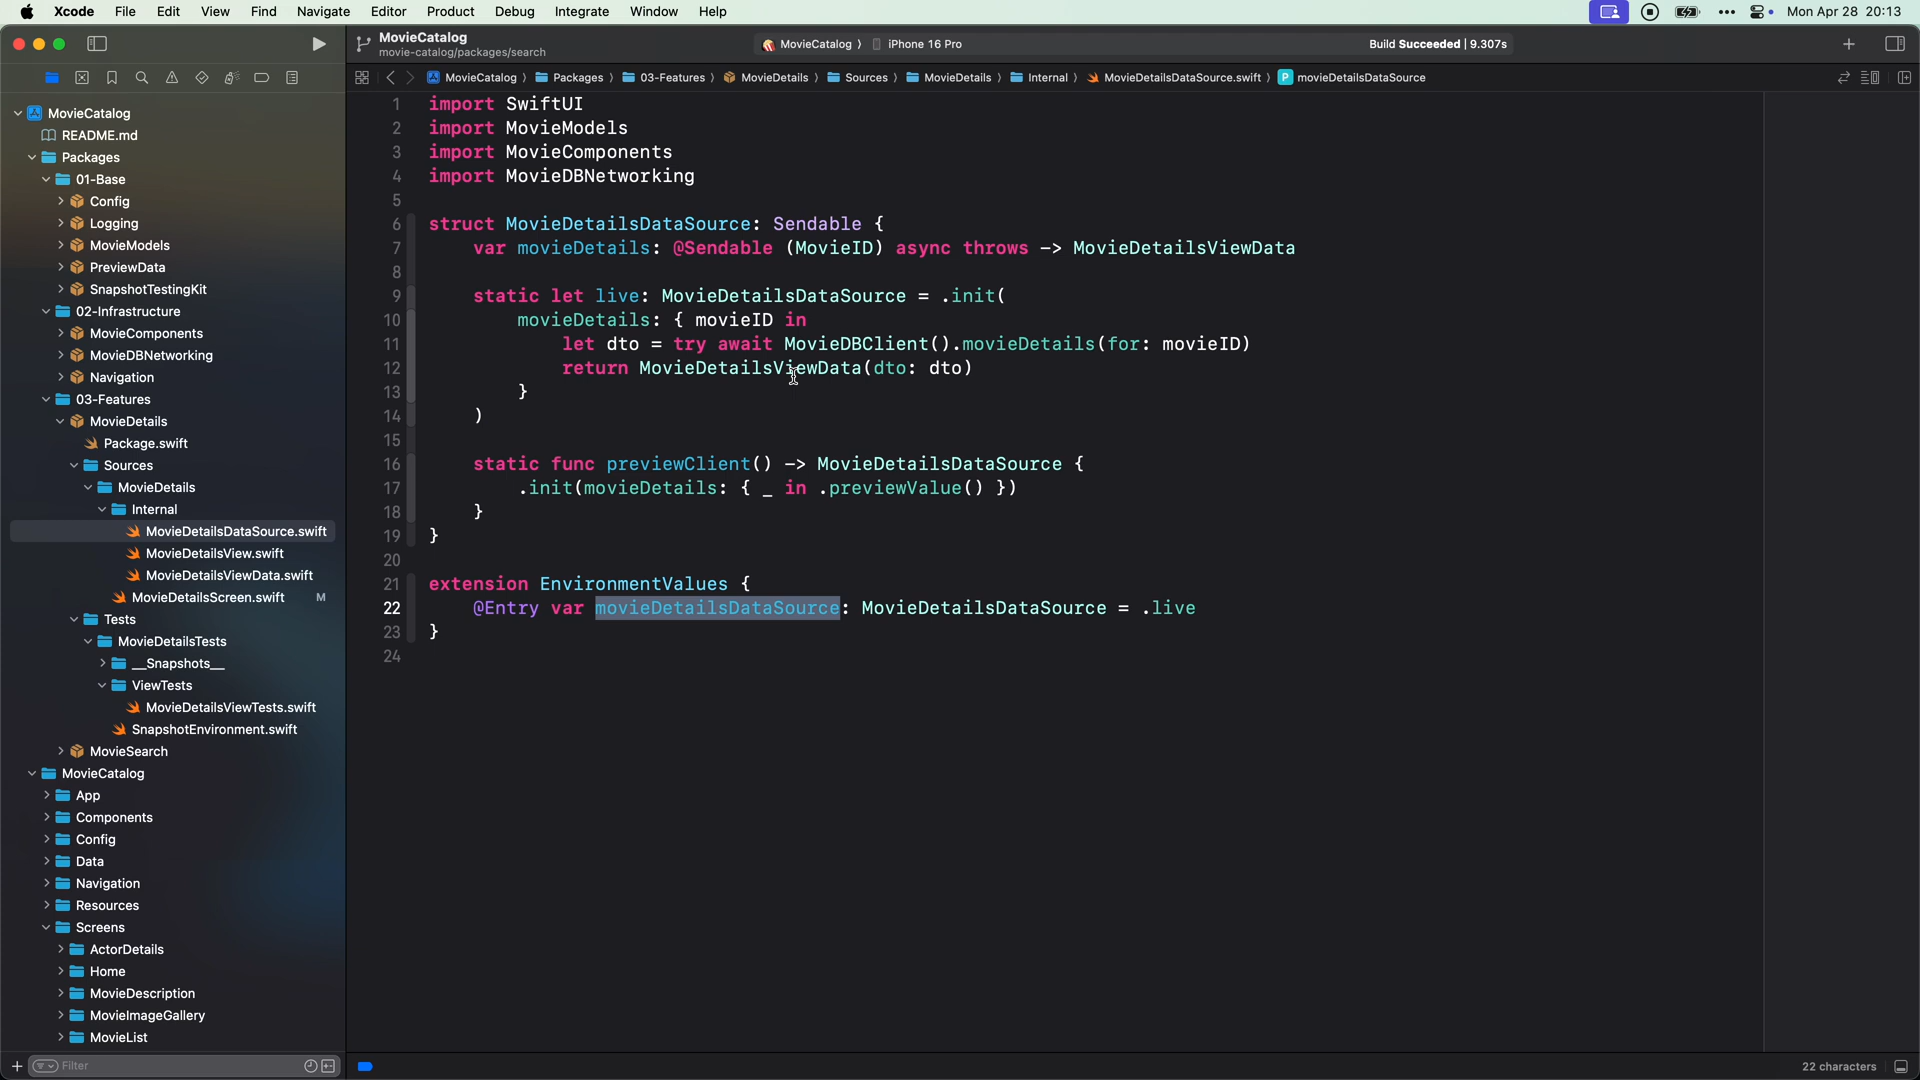 Xcode File Edit View Find Navigate Editor Product Debug Integrate Window Help Mon Apr 28 20:13
MovieCatalog
movie-catalog/packages/search
MovieCatalog iPhone 16 Pro Build Succeeded | 9.307s
MovieCatalog Packages 03-Features MovieDetails Sources MovieDetails Internal MovieDetailsDataSource.swift P movieDetailsDataSource
MovieCatalog
README.md
Packages
01-Base
Config
Logging
MovieModels
PreviewData
SnapshotTestingKit
02-Infrastructure
MovieComponents
MovieDBNetworking
Navigation
03-Features
MovieDetails
Package.swift
Sources
MovieDetails
Internal
MovieDetailsDataSource.swift
MovieDetailsView.swift
MovieDetailsViewData.swift
MovieDetailsScreen.swift M
Tests
MovieDetailsTests
__Snapshots__
ViewTests
MovieDetailsViewTests.swift
SnapshotEnvironment.swift
MovieSearch
MovieCatalog
App
Components
Config
Data
Navigation
Resources
Screens
ActorDetails
Home
MovieDescription
MovieImageGallery
MovieList
Filter
1 import SwiftUI
2 import MovieModels
3 import MovieComponents
4 import MovieDBNetworking
5
6 struct MovieDetailsDataSource: Sendable {
7 var movieDetails: @Sendable (MovieID) async throws -> MovieDetailsViewData
8
9 static let live: MovieDetailsDataSource = .init(
10 movieDetails: { movieID in
11 let dto = try await MovieDBClient().movieDetails(for: movieID)
12 return MovieDetailsViewData(dto: dto)
13 }
14 )
15
16 static func previewClient() -> MovieDetailsDataSource {
17 .init(movieDetails: { _ in .previewValue() })
18 }
19 }
20
21 extension EnvironmentValues {
22 @Entry var movieDetailsDataSource: MovieDetailsDataSource = .live
23 }
24
22 characters